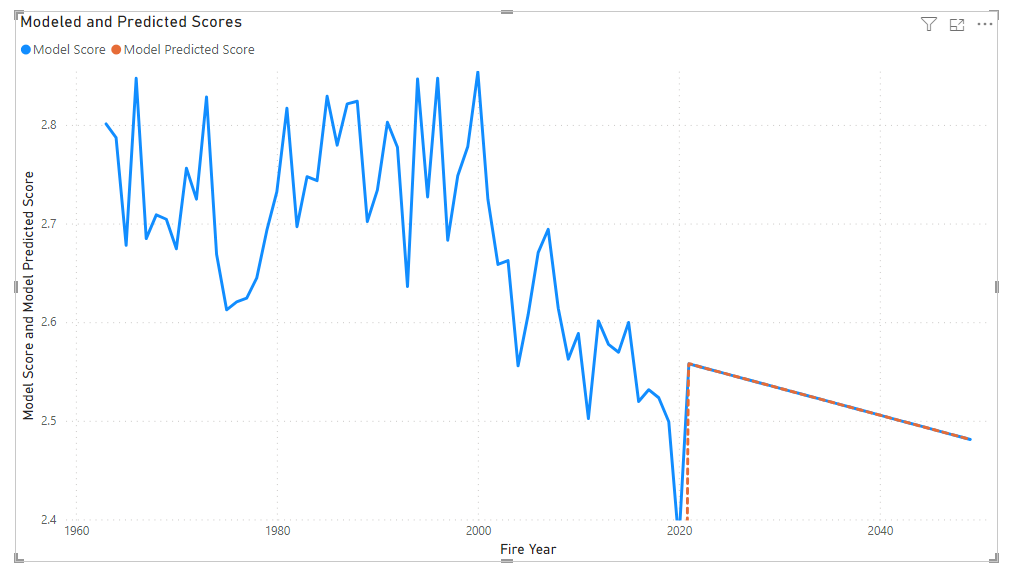 Modeled and Predicted Scores
Model Score Model Predicted Score
Model Score and Model Predicted Score
2.8
2.7
2.6
2.5
2.4
1960 1980 2000 2020 2040
Fire Year